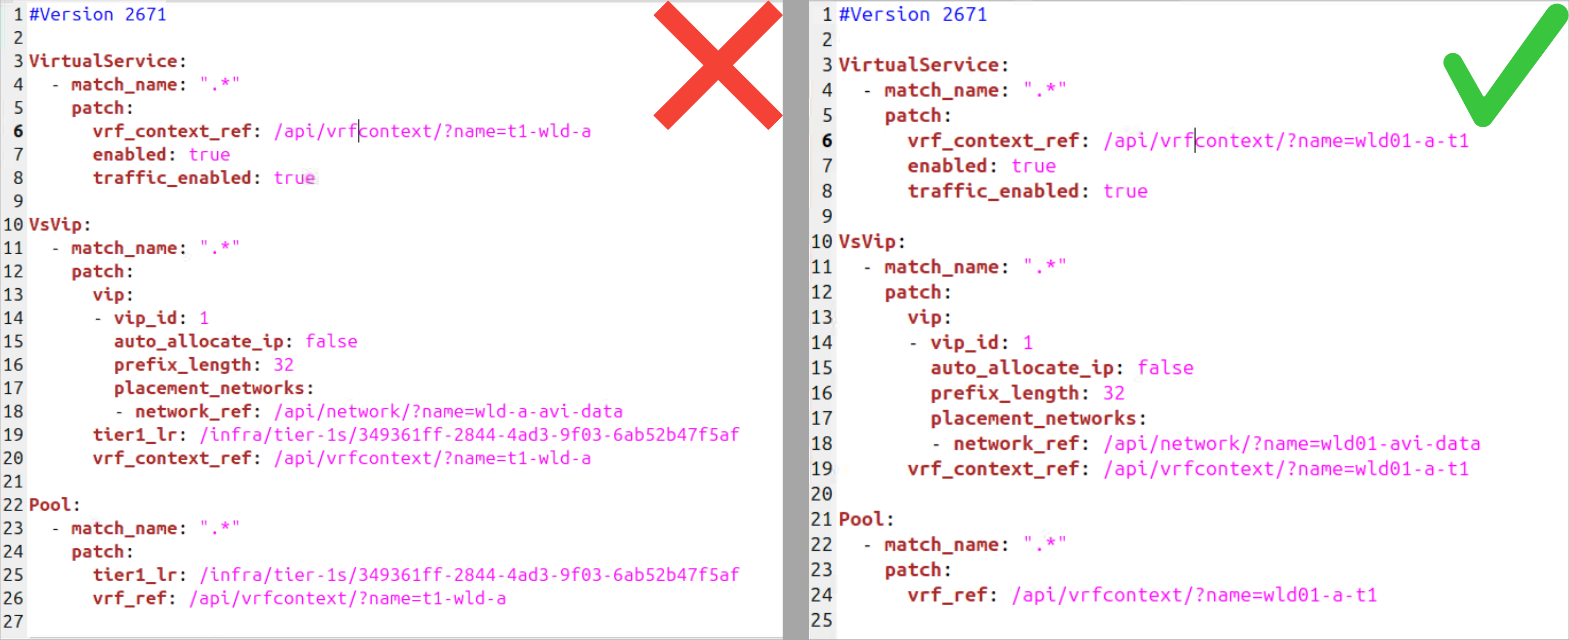 1 #Version 2671
2
3 VirtualService:
4   - match_name: ".*"
5     patch:
6       vrf_context_ref: /api/vrfcontext/?name=t1-wld-a
7       enabled: true
8       traffic_enabled: true
9
10 VsVip:
11   - match_name: ".*"
12     patch:
13       vip:
14       - vip_id: 1
15         auto_allocate_ip: false
16         prefix_length: 32
17         placement_networks:
18         - network_ref: /api/network/?name=wld-a-avi-data
19       tier1_lr: /infra/tier-1s/349361ff-2844-4ad3-9f03-6ab52b47f5af
20       vrf_context_ref: /api/vrfcontext/?name=t1-wld-a
21
22 Pool:
23   - match_name: ".*"
24     patch:
25       tier1_lr: /infra/tier-1s/349361ff-2844-4ad3-9f03-6ab52b47f5af
26       vrf_ref: /api/vrfcontext/?name=t1-wld-a
27
1 #Version 2671
2
3 VirtualService:
4   - match_name: ".*"
5     patch:
6       vrf_context_ref: /api/vrfcontext/?name=wld01-a-t1
7       enabled: true
8       traffic_enabled: true
9
10 VsVip:
11   - match_name: ".*"
12     patch:
13       vip:
14       - vip_id: 1
15         auto_allocate_ip: false
16         prefix_length: 32
17         placement_networks:
18         - network_ref: /api/network/?name=wld01-avi-data
19       vrf_context_ref: /api/vrfcontext/?name=wld01-a-t1
20
21 Pool:
22   - match_name: ".*"
23     patch:
24       vrf_ref: /api/vrfcontext/?name=wld01-a-t1
25